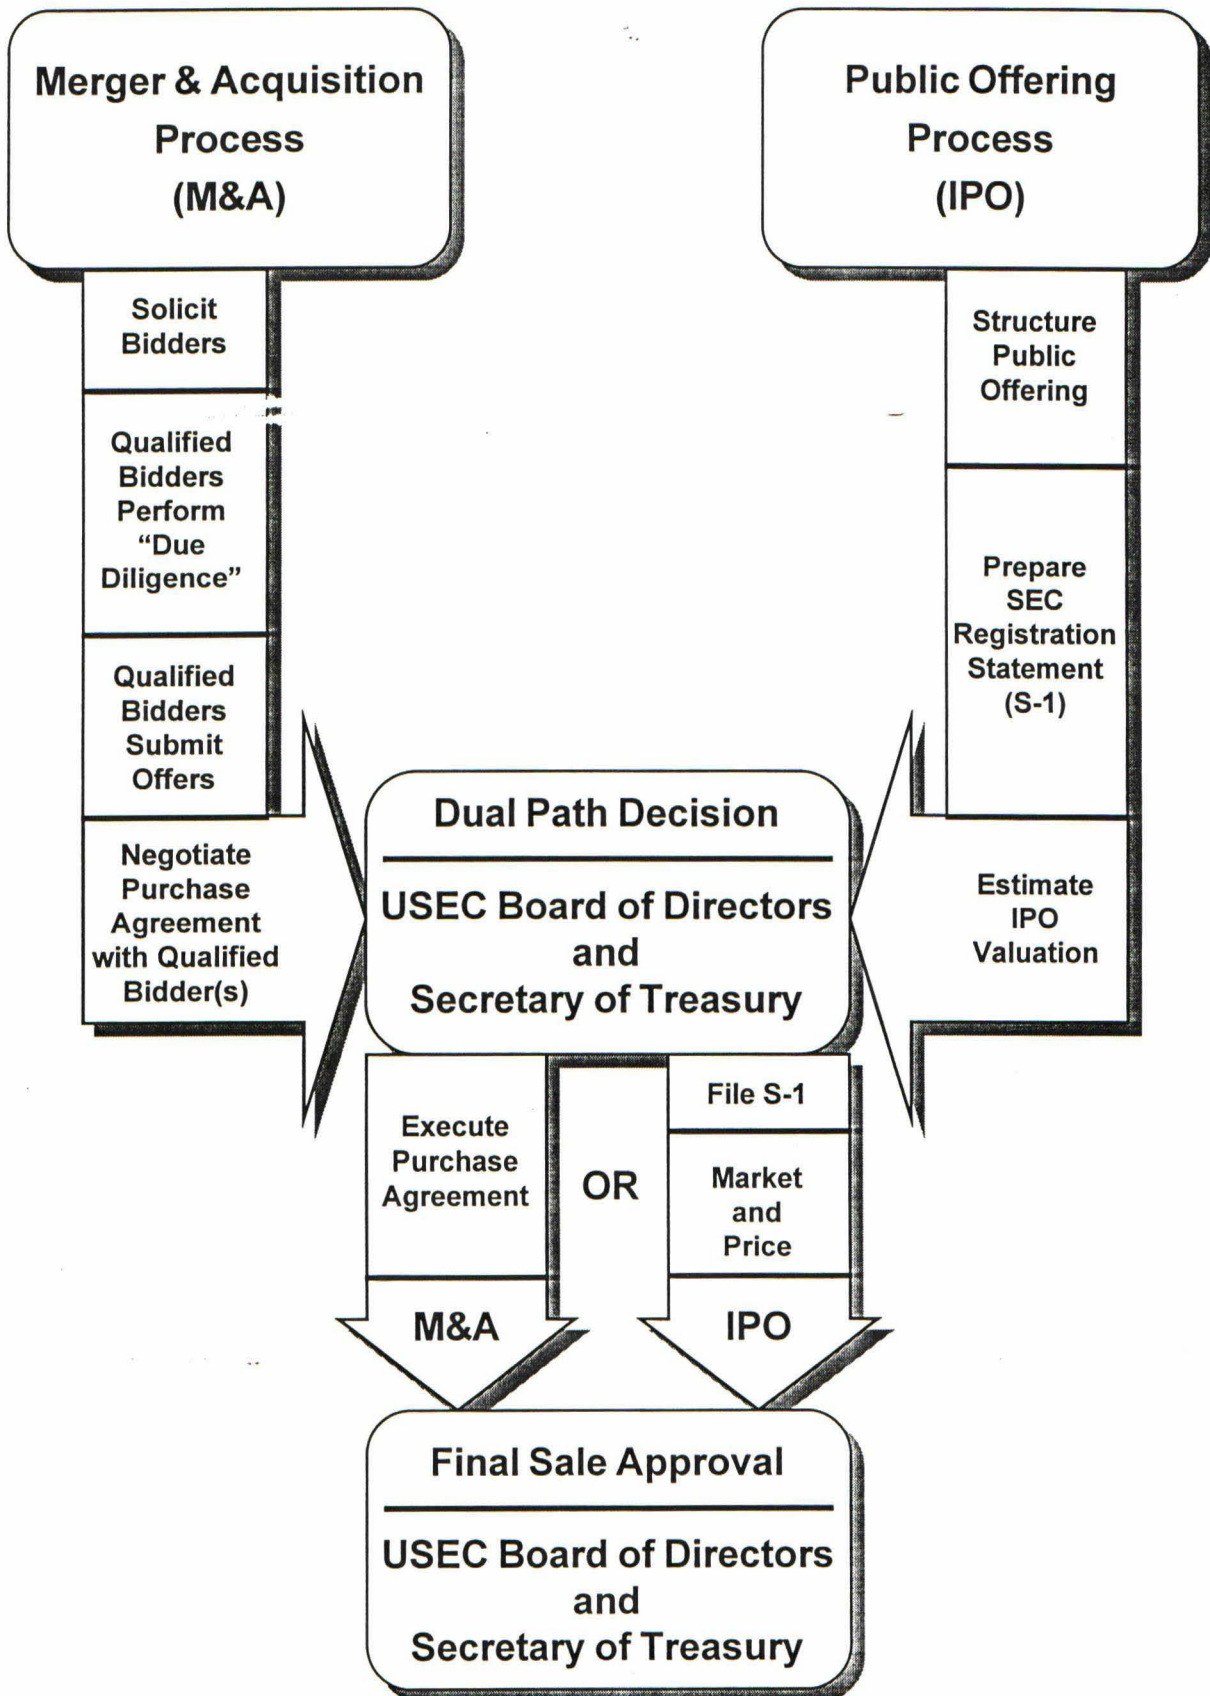 Merger & Acquisition
Process
(M&A)
Solicit
Bidders
Qualified
Bidders
Perform
“Due
Diligence”
Qualified
Bidders
Submit
Offers
Negotiate
Purchase
Agreement
with Qualified
Bidder(s)
Public Offering
Process
(IPO)
Structure
Public
Offering
Prepare
SEC
Registration
Statement
(S-1)
Estimate
IPO
Valuation
Dual Path Decision
USEC Board of Directors
and
Secretary of Treasury
Execute
Purchase
Agreement
M&A
OR
File S-1
Market
and
Price
IPO
Final Sale Approval
USEC Board of Directors
and
Secretary of Treasury